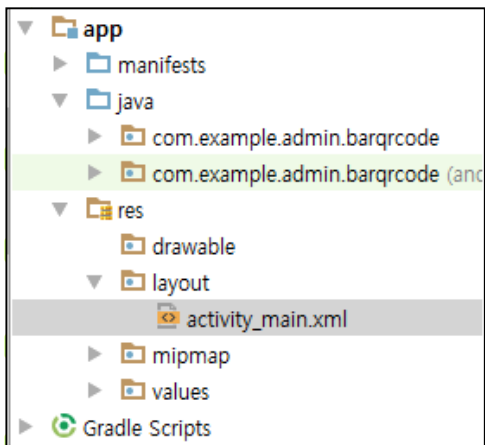 app
manifests
java
com.example.admin.barqrcode
com.example.admin.barqrcode (and
res
drawable
layout
activity_main.xml
mipmap
values
Gradle Scripts